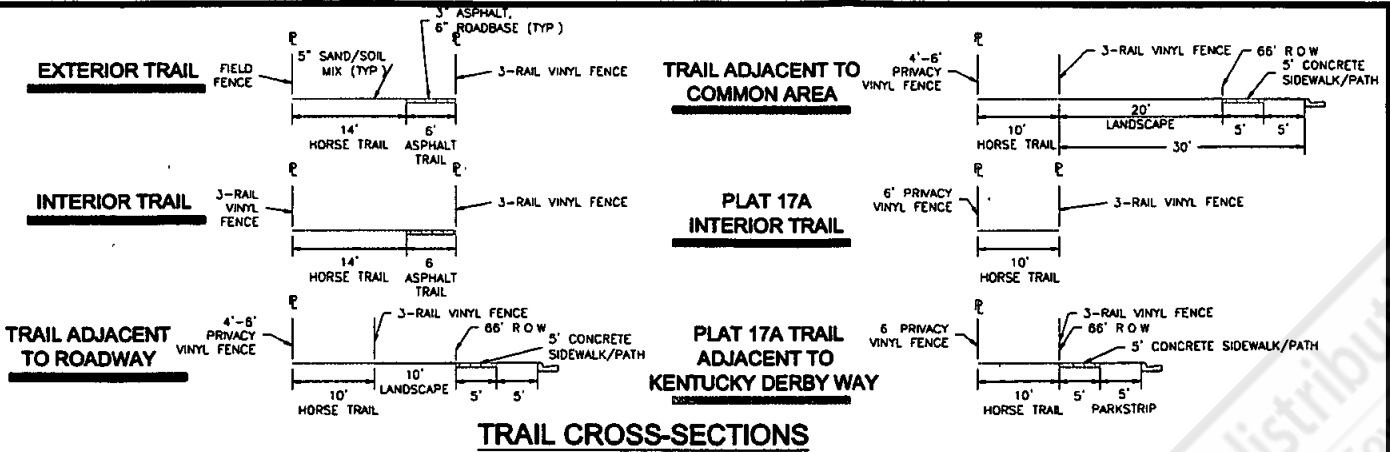 EXTERIOR TRAIL
FIELD
FENCE
℄
5" SAND/SOIL
MIX (TYP)
3" ASPHALT,
6" ROADBASE (TYP)
℄
3-RAIL VINYL FENCE
14'
HORSE TRAIL
6'
ASPHALT
TRAIL
TRAIL ADJACENT TO
COMMON AREA
4'-6'
PRIVACY
VINYL FENCE
℄
3-RAIL VINYL FENCE
66' R O W
5' CONCRETE
SIDEWALK/PATH
10'
HORSE TRAIL
20'
LANDSCAPE
5'
5'
30'
INTERIOR TRAIL
3-RAIL
VINYL
FENCE
℄
℄
3-RAIL VINYL FENCE
14'
HORSE TRAIL
6
ASPHALT
TRAIL
PLAT 17A
INTERIOR TRAIL
6' PRIVACY
VINYL FENCE
℄
℄
3-RAIL VINYL FENCE
10'
HORSE TRAIL
TRAIL ADJACENT
TO ROADWAY
4'-6'
PRIVACY
VINYL FENCE
℄
3-RAIL VINYL FENCE
66' R O W
5' CONCRETE
SIDEWALK/PATH
10'
HORSE TRAIL
10'
LANDSCAPE
5'
5'
PLAT 17A TRAIL
ADJACENT TO
KENTUCKY DERBY WAY
6 PRIVACY
VINYL FENCE
℄
3-RAIL VINYL FENCE
66' R O W
5' CONCRETE SIDEWALK/PATH
10'
HORSE TRAIL
5'
5'
PARKSTRIP
TRAIL CROSS-SECTIONS